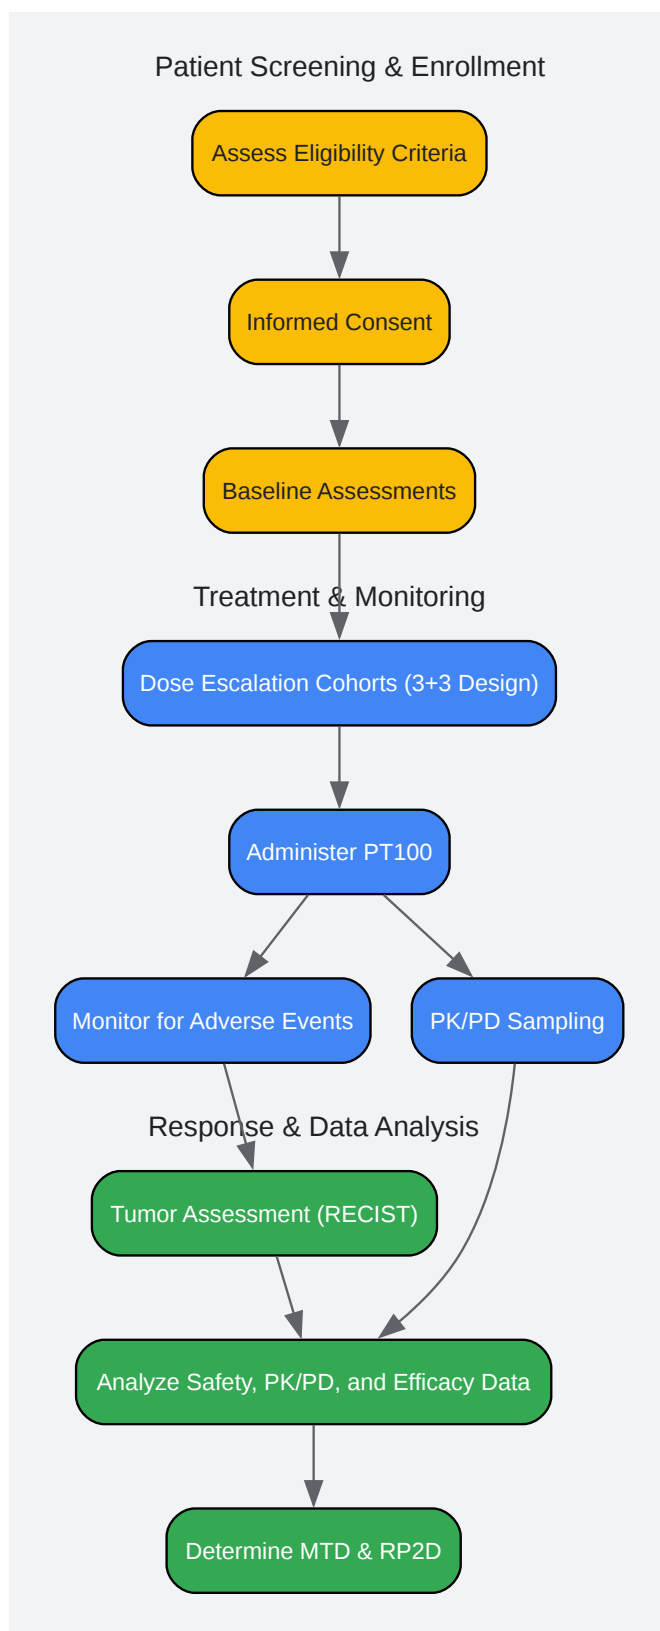 Patient Screening & Enrollment
Assess Eligibility Criteria
Informed Consent
Baseline Assessments
Treatment & Monitoring
Dose Escalation Cohorts (3+3 Design)
Administer PT100
Monitor for Adverse Events
PK/PD Sampling
Response & Data Analysis
Tumor Assessment (RECIST)
Analyze Safety, PK/PD, and Efficacy Data
Determine MTD & RP2D